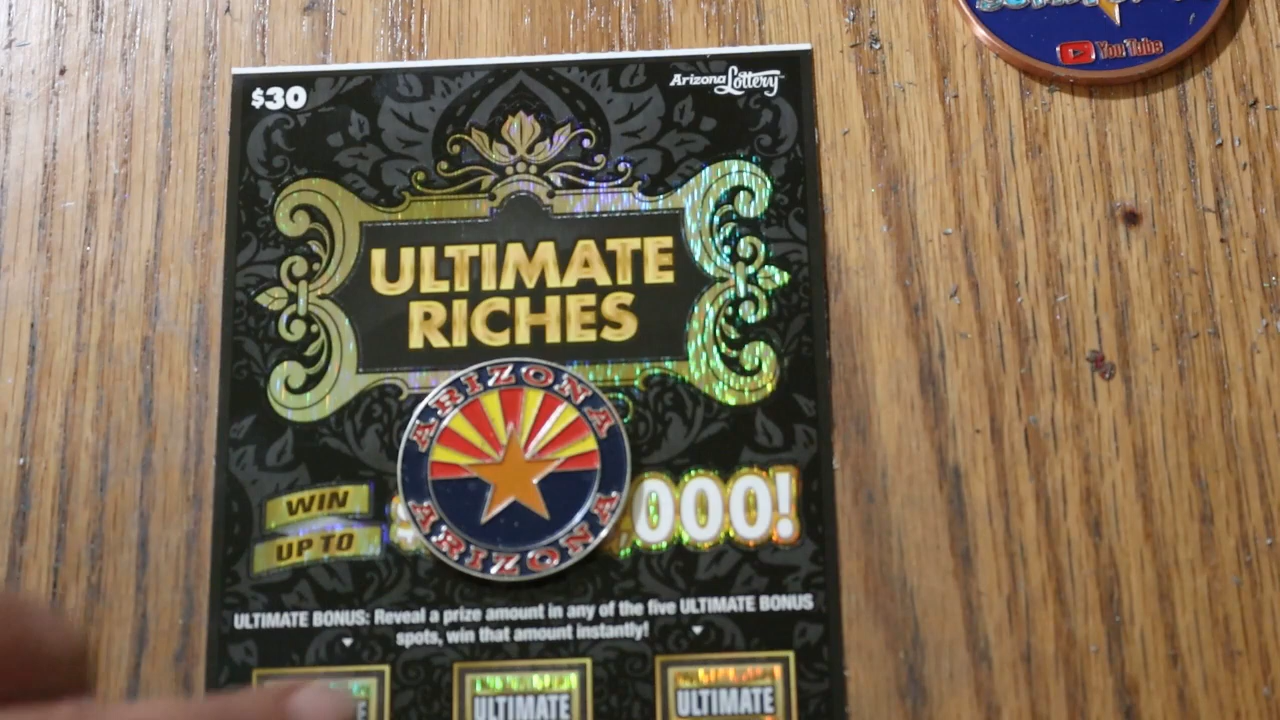 YouTube
$30
Arizona Lottery
ULTIMATE
RICHES
ARIZONA
WIN
UP TO
,000!
ARIZONA
ULTIMATE BONUS: Reveal a prize amount in any of the five ULTIMATE BONUS
spots, win that amount instantly!
ULTIMATE
ULTIMATE